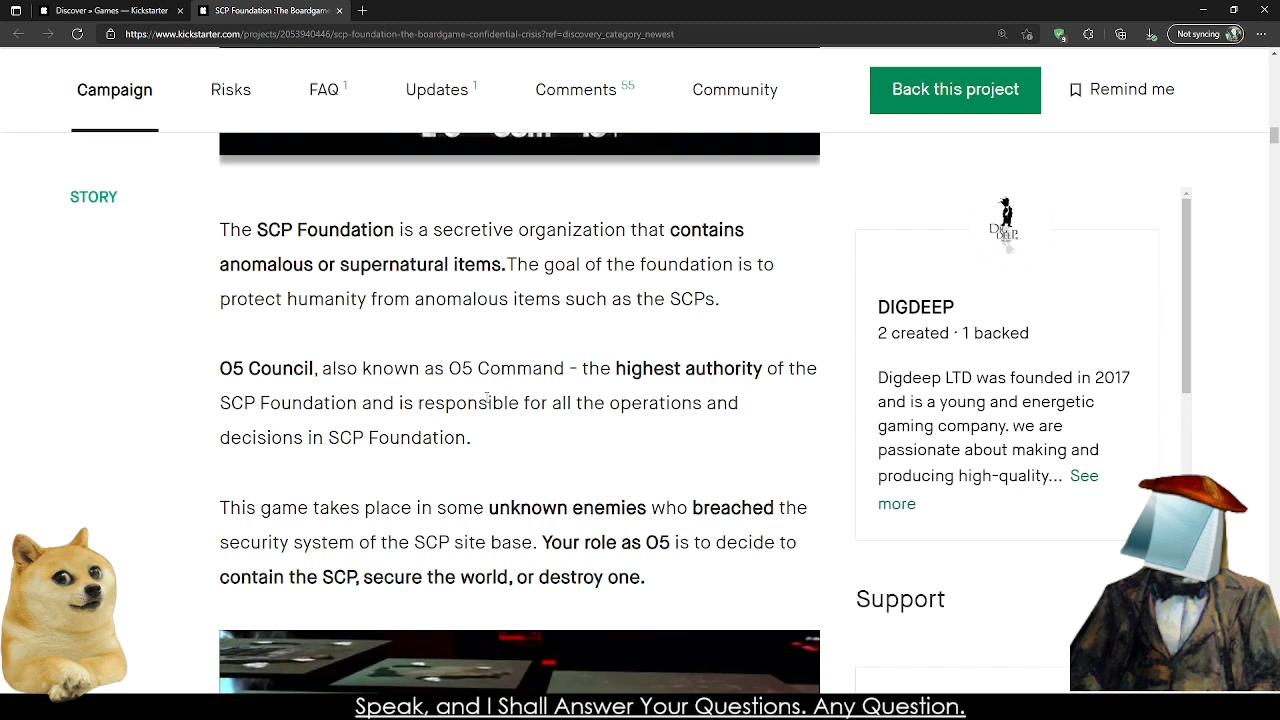 Discover » Games — Kickstarter
SCP Foundation :The Boardgame
https://www.kickstarter.com/projects/2053940446/scp-foundation-the-boardgame-confidential-crisis?ref=discovery_category_newest
Not syncing
Campaign
Risks
FAQ 1
Updates 1
Comments 55
Community
Back this project
Remind me
STORY
The SCP Foundation is a secretive organization that contains
anomalous or supernatural items.The goal of the foundation is to
protect humanity from anomalous items such as the SCPs.
O5 Council, also known as O5 Command - the highest authority of the
SCP Foundation and is responsible for all the operations and
decisions in SCP Foundation.
This game takes place in some unknown enemies who breached the
security system of the SCP site base. Your role as O5 is to decide to
contain the SCP, secure the world, or destroy one.
DIGDEEP
2 created · 1 backed
Digdeep LTD was founded in 2017
and is a young and energetic
gaming company. we are
passionate about making and
producing high-quality... See
more
Support
Speak, and I Shall Answer Your Questions. Any Question.